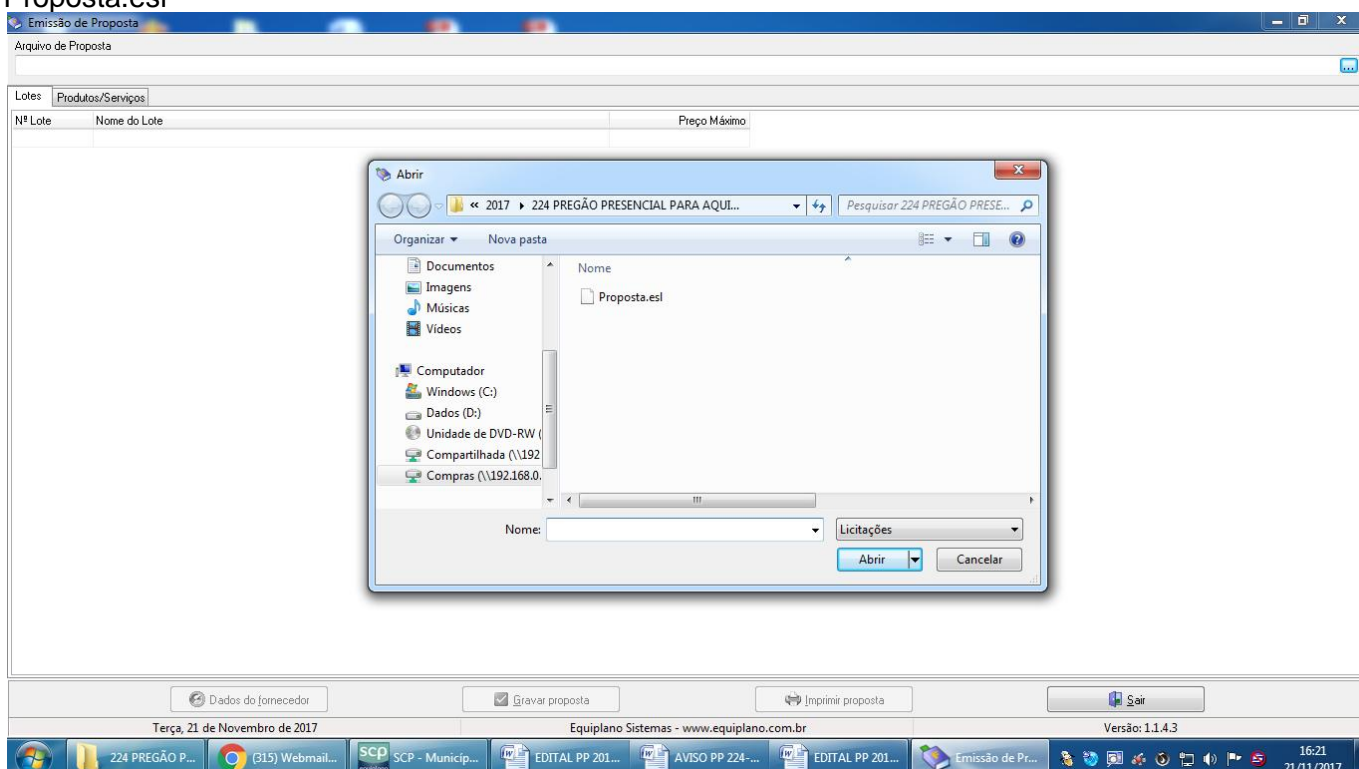 Proposta.esl
Emissão de Proposta
Arquivo de Proposta
Lotes Produtos/Serviços
Nº Lote Nome do Lote Preço Máximo
Abrir
« 2017 224 PREGÃO PRESENCIAL PARA AQUI... Pesquisar 224 PREGÃO PRESE...
Organizar Nova pasta
Documentos
Imagens
Músicas
Vídeos
Computador
Windows (C:)
Dados (D:)
Unidade de DVD-RW (
Compartilhada (\\192
Compras (\\192.168.0.
Nome
Proposta.esl
Nome: Licitações
Abrir Cancelar
Dados do fornecedor Gravar proposta Imprimir proposta Sair
Terça, 21 de Novembro de 2017 Equiplano Sistemas - www.equiplano.com.br Versão: 1.1.4.3
224 PREGÃO P... (315) Webmail... SCP SCP - Municíp... EDITAL PP 201... AVISO PP 224-... EDITAL PP 201... Emissão de Pr... 16:21
21/11/2017